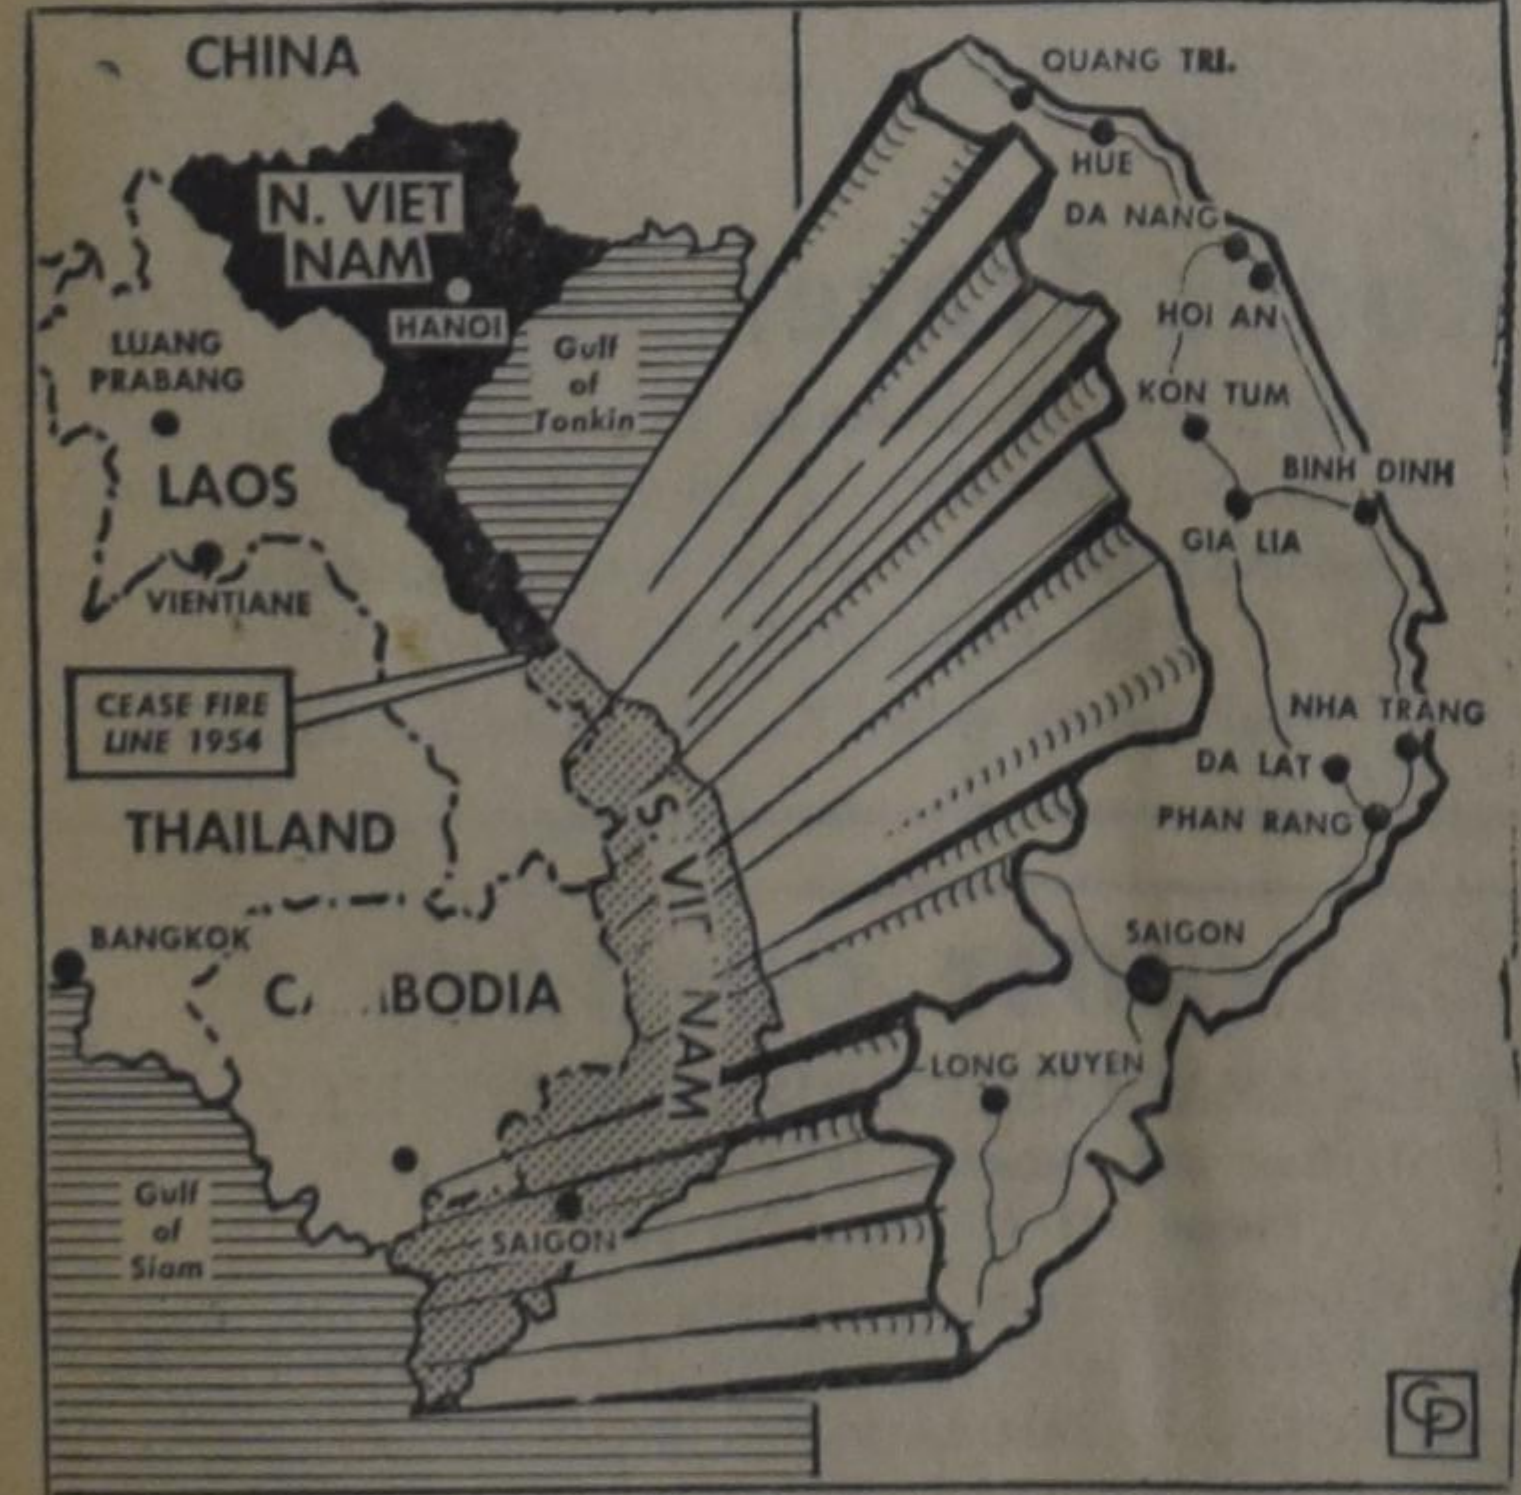 CHINA
N. VIET
NAM
HANOI
LUANG
PRABANG
Gulf
of
Tonkin
LAOS
VIENTIANE
CEASE FIRE
LINE 1954
THAILAND
BANGKOK
S. NAM
SAIGON
Gulf
of
Siam
QUANG TRI.
HUE
DA NANG
HOI AN
KON TUM
BINH DINH
GIA LIA
NHA TRANG
DA LAT
PHAN RANG
SAIGON
LONG XUYEN
CP